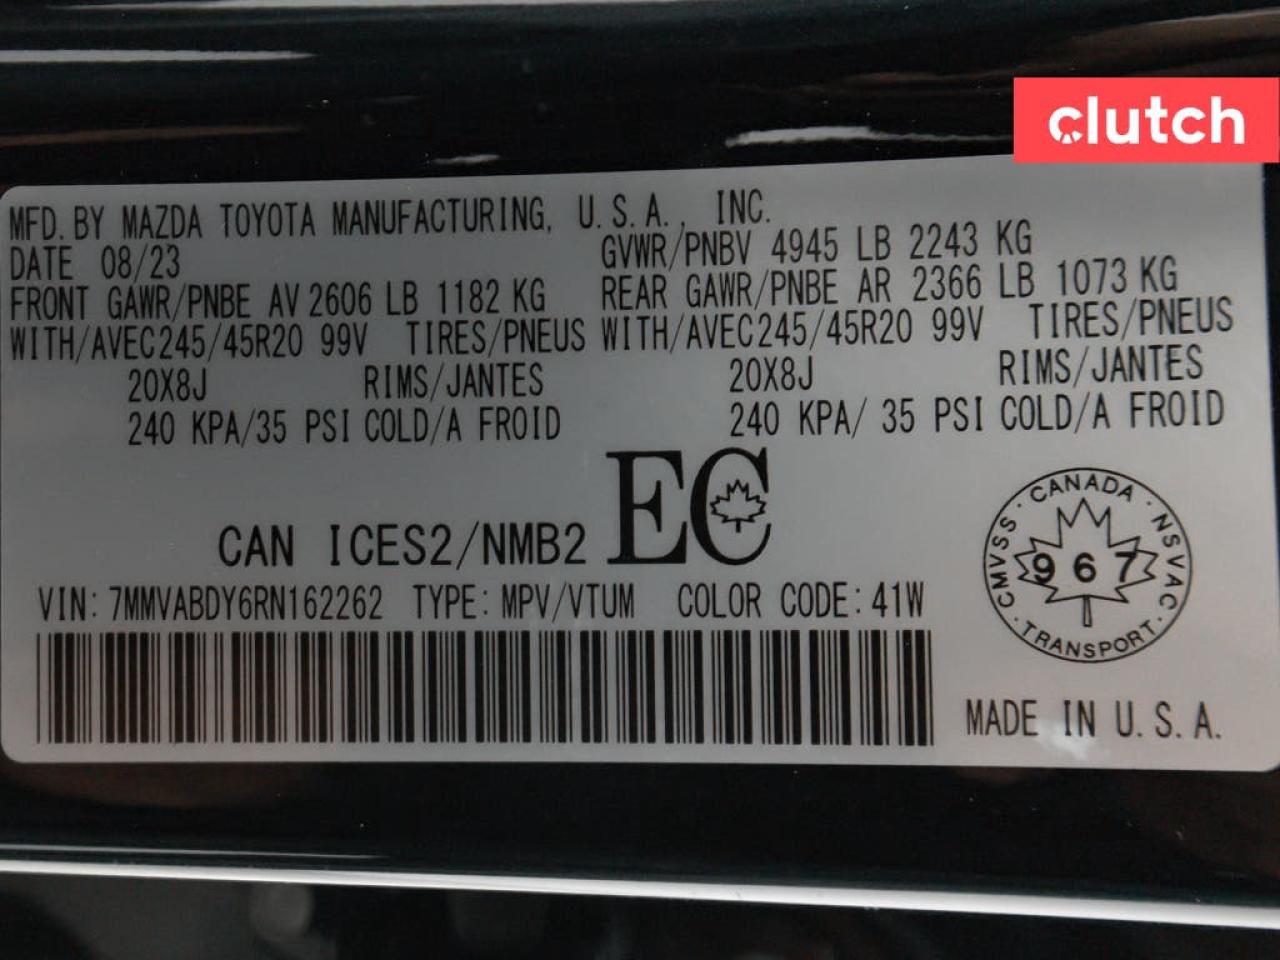 clutch
MFD. BY MAZDA TOYOTA MANUFACTURING, U.S.A., INC.
DATE 08/23 GVWR/PNBV 4945 LB 2243 KG
FRONT GAWR/PNBE AV 2606 LB 1182 KG REAR GAWR/PNBE AR 2366 LB 1073 KG
WITH/AVEC 245/45R20 99V TIRES/PNEUS WITH/AVEC 245/45R20 99V TIRES/PNEUS
20X8J RIMS/JANTES 20X8J RIMS/JANTES
240 KPA/35 PSI COLD/A FROID 240 KPA/ 35 PSI COLD/A FROID
CAN ICES2/NMB2 EC
CANADA · NSVAC · TRANSPORT · CMVSS ·
967
VIN: 7MMVABDY6RN162262 TYPE: MPV/VTUM COLOR CODE: 41W
MADE IN U.S.A.